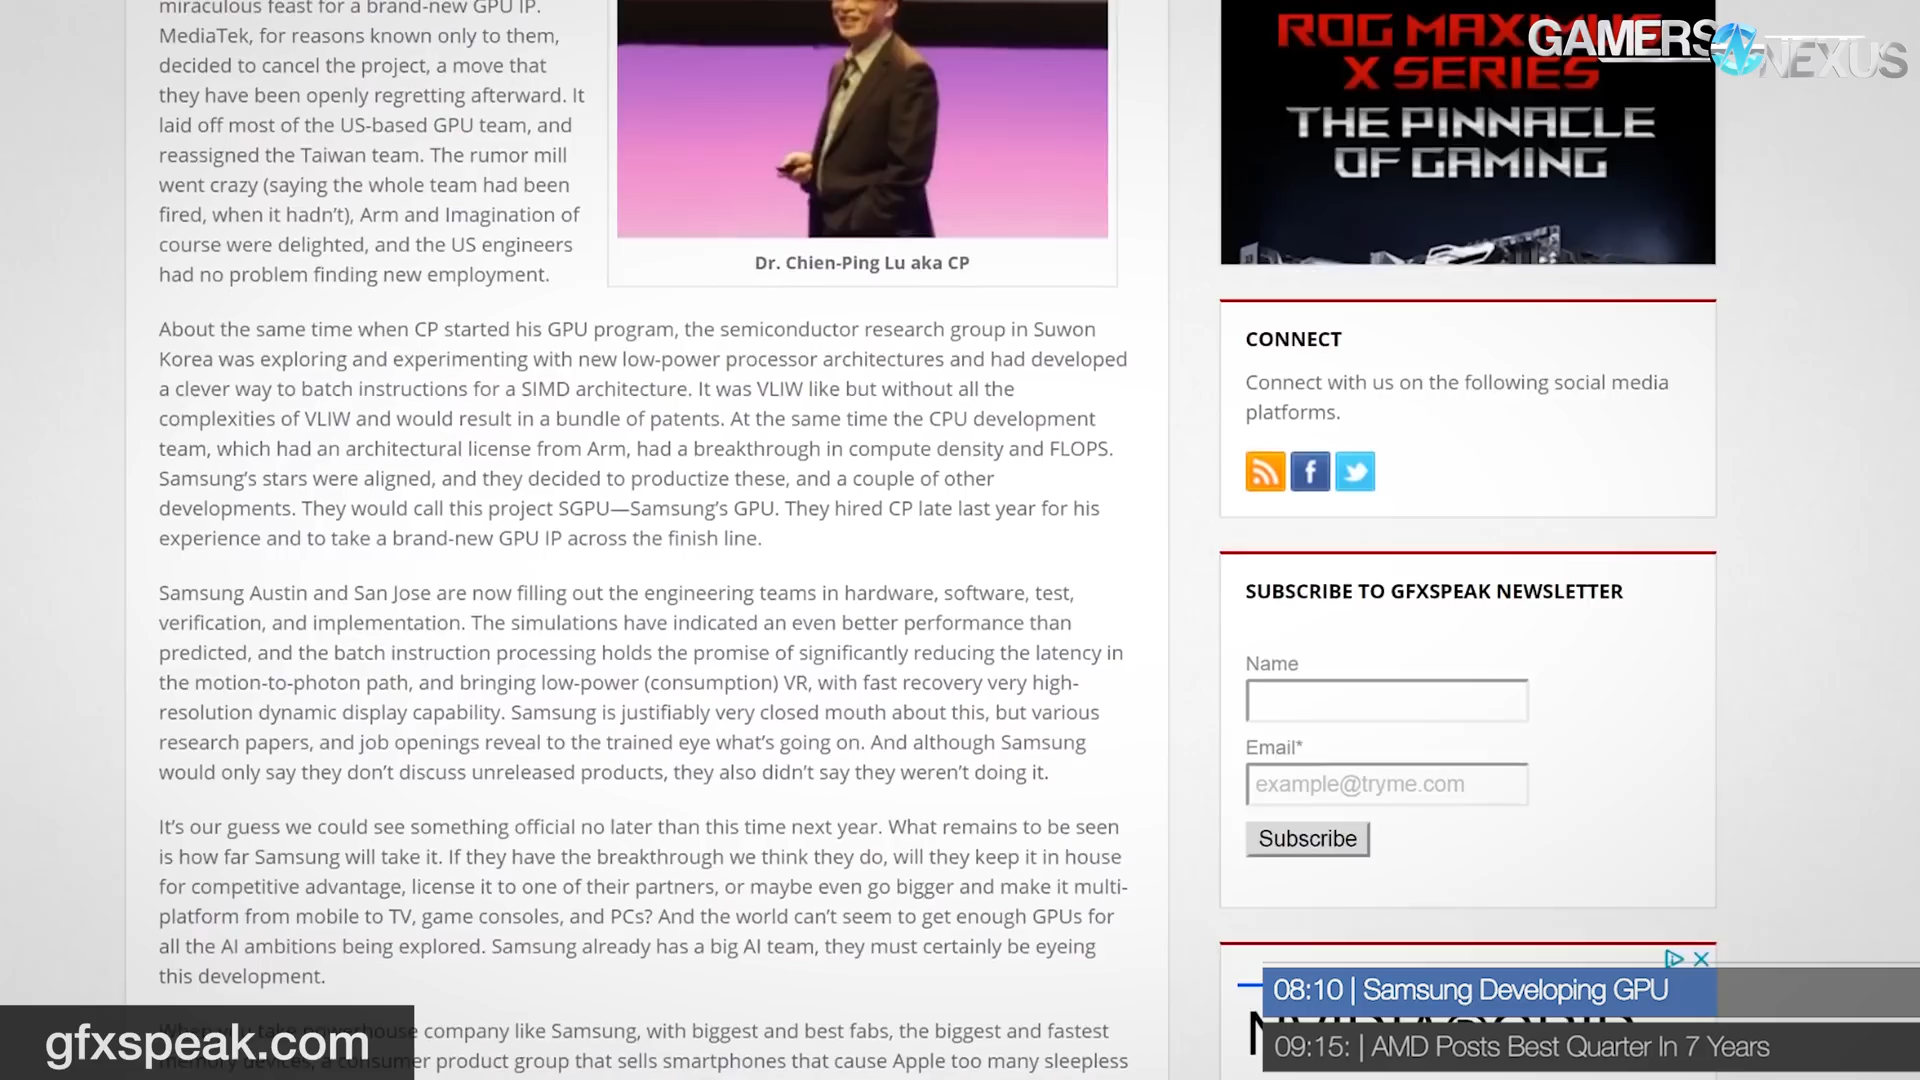 miraculous feast for a brand-new GPU IP.
MediaTek, for reasons known only to them,
decided to cancel the project, a move that
they have been openly regretting afterward. It
laid off most of the US-based GPU team, and
reassigned the Taiwan team. The rumor mill
went crazy (saying the whole team had been
fired, when it hadn't), Arm and Imagination of
course were delighted, and the US engineers
had no problem finding new employment.
Dr. Chien-Ping Lu aka CP
About the same time when CP started his GPU program, the semiconductor research group in Suwon
Korea was exploring and experimenting with new low-power processor architectures and had developed
a clever way to batch instructions for a SIMD architecture. It was VLIW like but without all the
complexities of VLIW and would result in a bundle of patents. At the same time the CPU development
team, which had an architectural license from Arm, had a breakthrough in compute density and FLOPS.
Samsung’s stars were aligned, and they decided to productize these, and a couple of other
developments. They would call this project SGPU—Samsung’s GPU. They hired CP late last year for his
experience and to take a brand-new GPU IP across the finish line.
Samsung Austin and San Jose are now filling out the engineering teams in hardware, software, test,
verification, and implementation. The simulations have indicated an even better performance than
predicted, and the batch instruction processing holds the promise of significantly reducing the latency in
the motion-to-photon path, and bringing low-power (consumption) VR, with fast recovery very high-
resolution dynamic display capability. Samsung is justifiably very closed mouth about this, but various
research papers, and job openings reveal to the trained eye what’s going on. And although Samsung
would only say they don’t discuss unreleased products, they also didn’t say they weren’t doing it.
It’s our guess we could see something official no later than this time next year. What remains to be seen
is how far Samsung will take it. If they have the breakthrough we think they do, will they keep it in house
for competitive advantage, license it to one of their partners, or maybe even go bigger and make it multi-
platform from mobile to TV, game consoles, and PCs? And the world can’t seem to get enough GPUs for
all the AI ambitions being explored. Samsung already has a big AI team, they must certainly be eyeing
this development.
When you take powerhouse company like Samsung, with biggest and best fabs, the biggest and fastest
memory devices, a consumer product group that sells smartphones that cause Apple too many sleepless
gfxspeak.com
ROG MAXIMUS
X SERIES
THE PINNACLE
OF GAMING
GAMERS NEXUS
CONNECT
Connect with us on the following social media
platforms.
SUBSCRIBE TO GFXSPEAK NEWSLETTER
Name
Email*
example@tryme.com
Subscribe
08:10 | Samsung Developing GPU
09:15: | AMD Posts Best Quarter In 7 Years